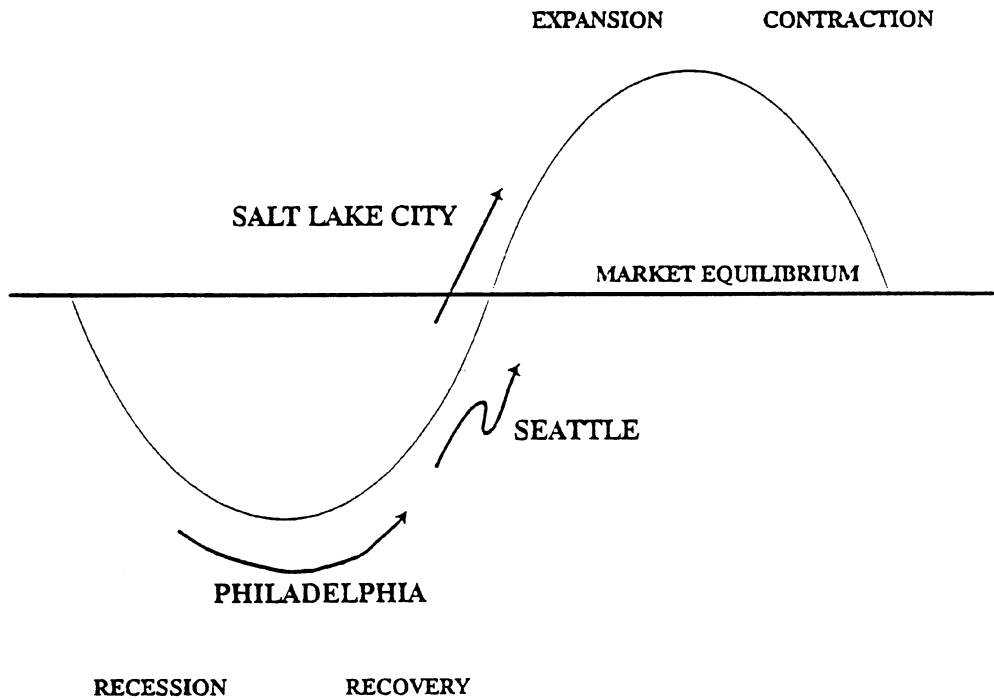 EXPANSION CONTRACTION
SALT LAKE CITY
MARKET EQUILIBRIUM
SEATTLE
PHILADELPHIA
RECESSION RECOVERY